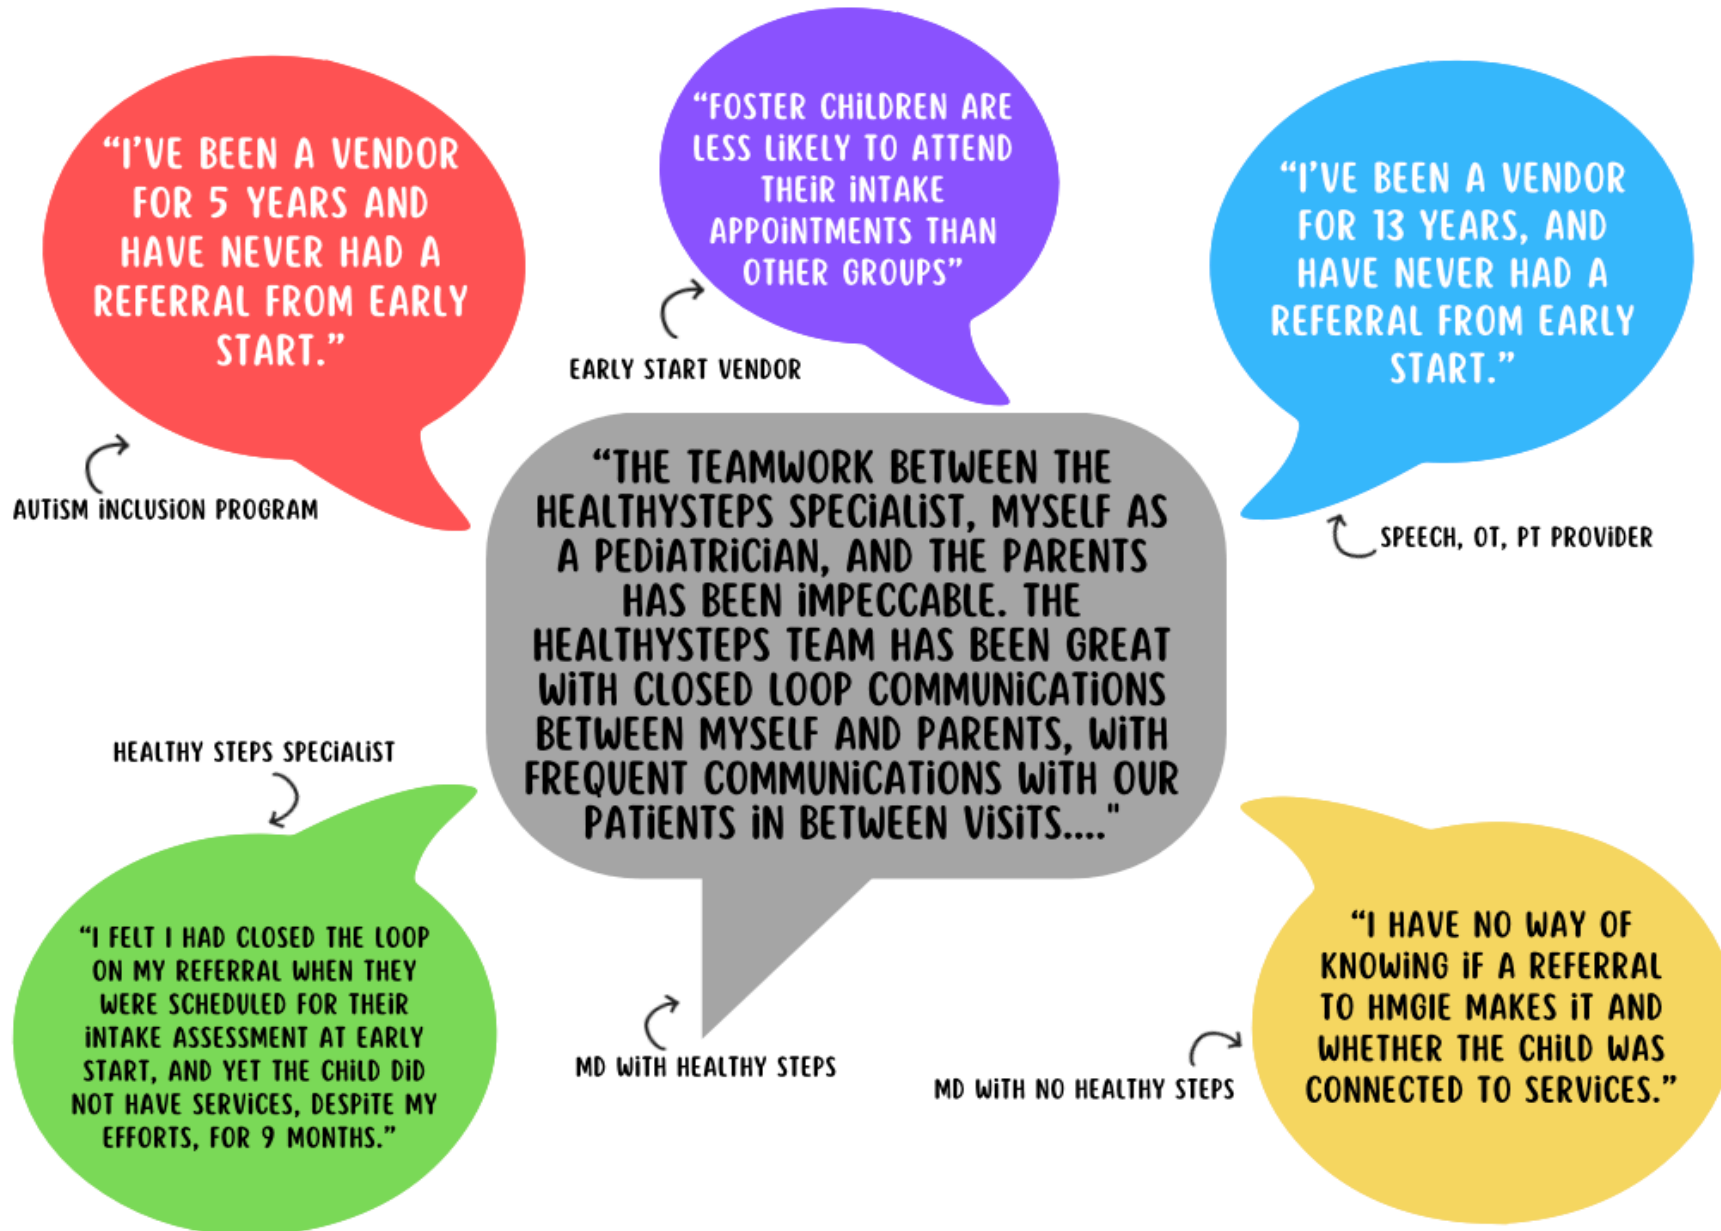 “I’VE BEEN A VENDOR
FOR 5 YEARS AND
HAVE NEVER HAD A
REFERRAL FROM EARLY
START.”
AUTISM INCLUSION PROGRAM
“FOSTER CHILDREN ARE
LESS LIKELY TO ATTEND
THEIR INTAKE
APPOINTMENTS THAN
OTHER GROUPS”
EARLY START VENDOR
“I’VE BEEN A VENDOR
FOR 13 YEARS, AND
HAVE NEVER HAD A
REFERRAL FROM EARLY
START.”
SPEECH, OT, PT PROVIDER
“THE TEAMWORK BETWEEN THE
HEALTHYSTEPS SPECIALIST, MYSELF AS
A PEDIATRICIAN, AND THE PARENTS
HAS BEEN IMPECCABLE. THE
HEALTHYSTEPS TEAM HAS BEEN GREAT
WITH CLOSED LOOP COMMUNICATIONS
BETWEEN MYSELF AND PARENTS, WITH
FREQUENT COMMUNICATIONS WITH OUR
PATIENTS IN BETWEEN VISITS...."
MD WITH HEALTHY STEPS
HEALTHY STEPS SPECIALIST
“I FELT I HAD CLOSED THE LOOP
ON MY REFERRAL WHEN THEY
WERE SCHEDULED FOR THEIR
INTAKE ASSESSMENT AT EARLY
START, AND YET THE CHILD DID
NOT HAVE SERVICES, DESPITE MY
EFFORTS, FOR 9 MONTHS.”
“I HAVE NO WAY OF
KNOWING IF A REFERRAL
TO HMGIE MAKES IT AND
WHETHER THE CHILD WAS
CONNECTED TO SERVICES.”
MD WITH NO HEALTHY STEPS